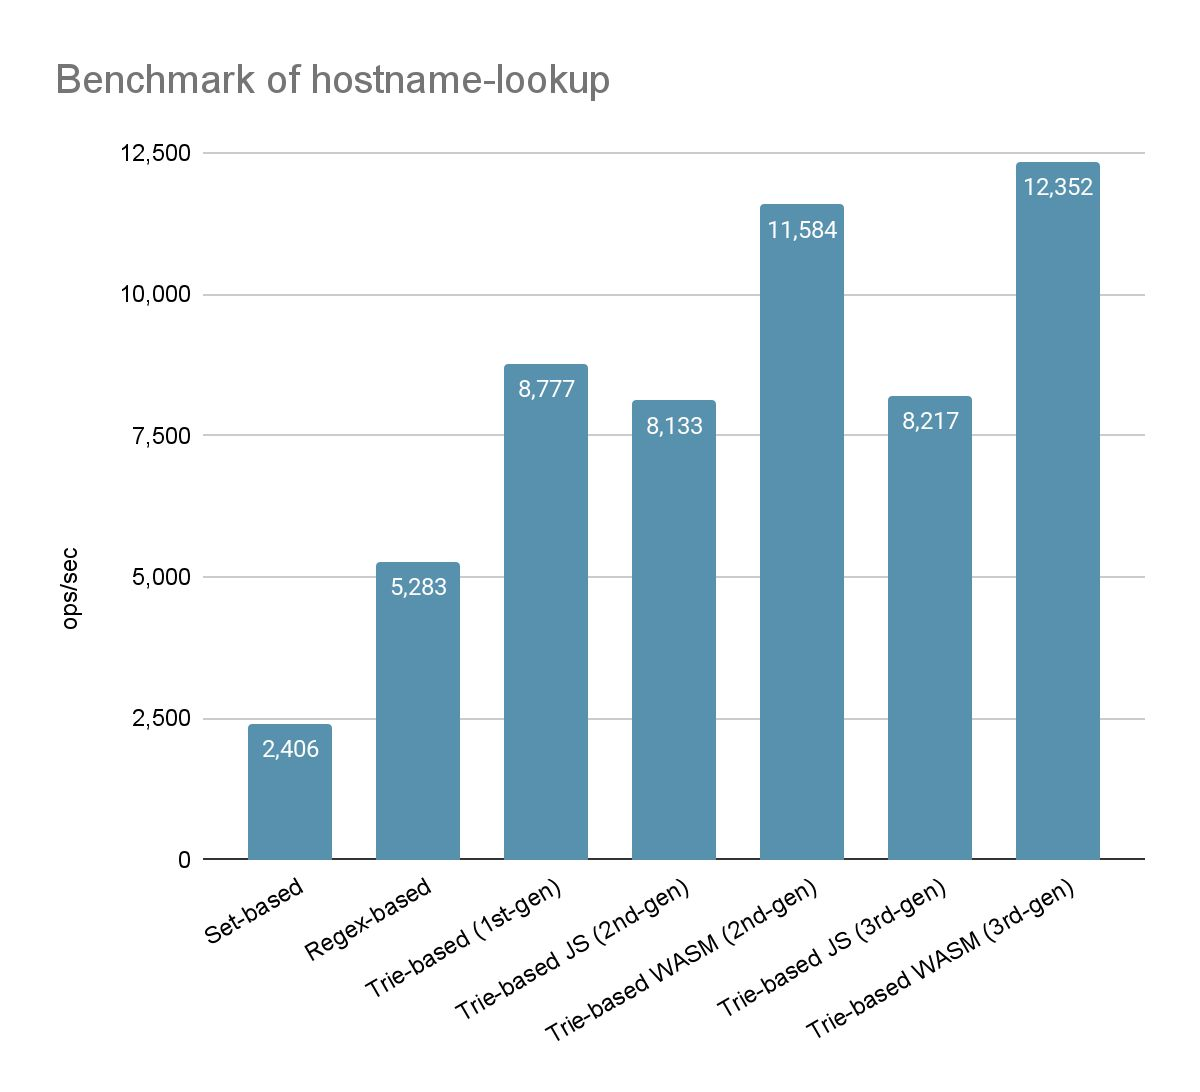 Benchmark of hostname-lookup
12,500
10,000
7,500
5,000
2,500
0
ops/sec
2,406
5,283
8,777
8,133
11,584
8,217
12,352
Set-based
Regex-based
Trie-based (1st-gen)
Trie-based JS (2nd-gen)
Trie-based WASM (2nd-gen)
Trie-based JS (3rd-gen)
Trie-based WASM (3rd-gen)